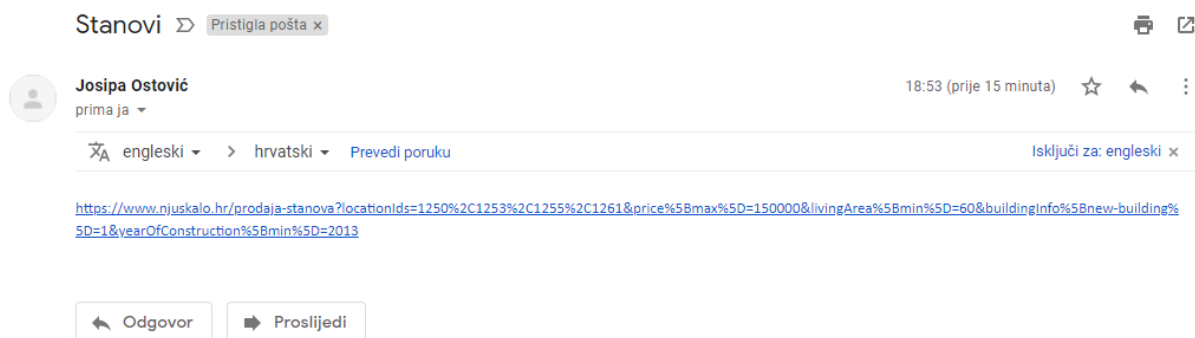 Stanovi Pristigla pošta ×
Josipa Ostović 18:53 (prije 15 minuta)
prima ja
engleski > hrvatski Prevedi poruku Isključi za: engleski ×
https://www.njuskalo.hr/prodaja-stanova?locationIds=1250%2C1253%2C1255%2C1261&price%5Bmax%5D=150000&livingArea%5Bmin%5D=60&buildingInfo%5Bnew-building%
5D=1&yearOfConstruction%5Bmin%5D=2013
Odgovor Proslijedi